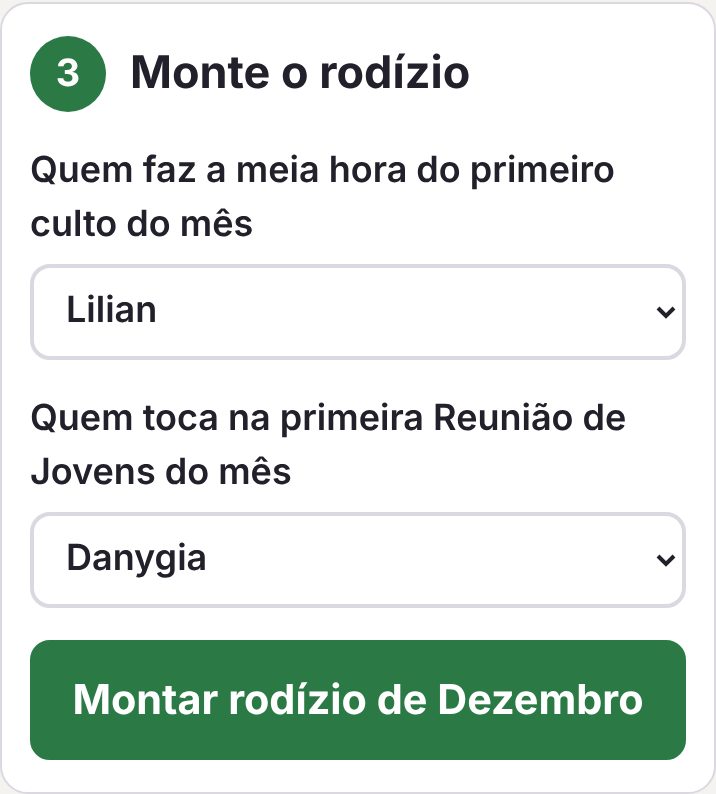 3 Monte o rodízio
Quem faz a meia hora do primeiro
culto do mês
Lilian
Quem toca na primeira Reunião de
Jovens do mês
Danygia
Montar rodízio de Dezembro